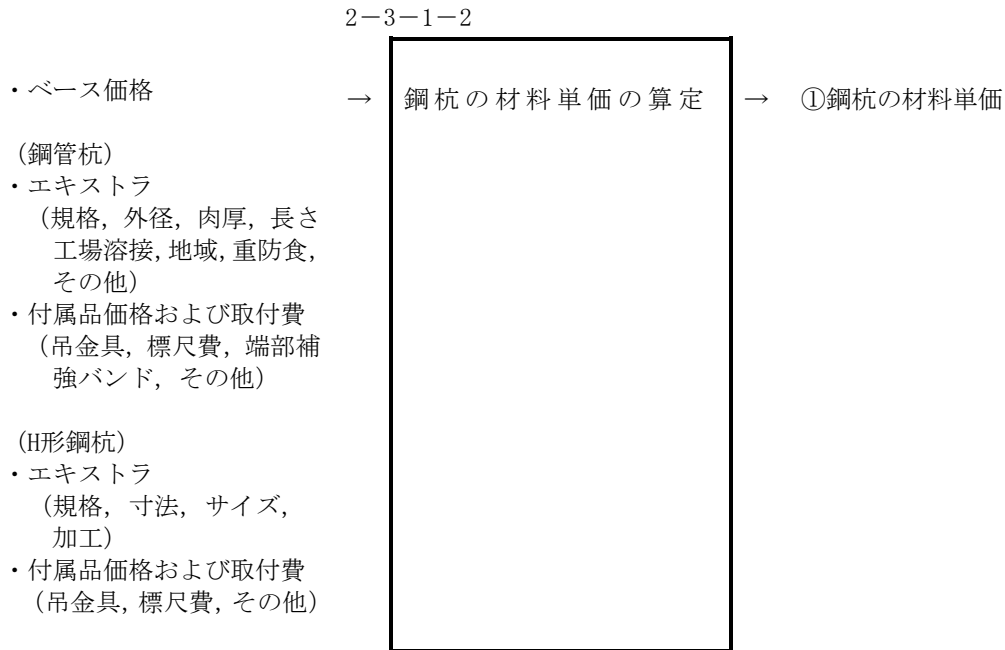 2－3－1－2
・ベース価格 → 鋼杭の材料単価の算定 → ①鋼杭の材料単価
（鋼管杭）
・エキストラ
（規格，外径，肉厚，長さ
工場溶接，地域，重防食，
その他）
・付属品価格および取付費
（吊金具，標尺費，端部補
強バンド，その他）
（H形鋼杭）
・エキストラ
（規格，寸法，サイズ，
加工）
・付属品価格および取付費
（吊金具，標尺費，その他）